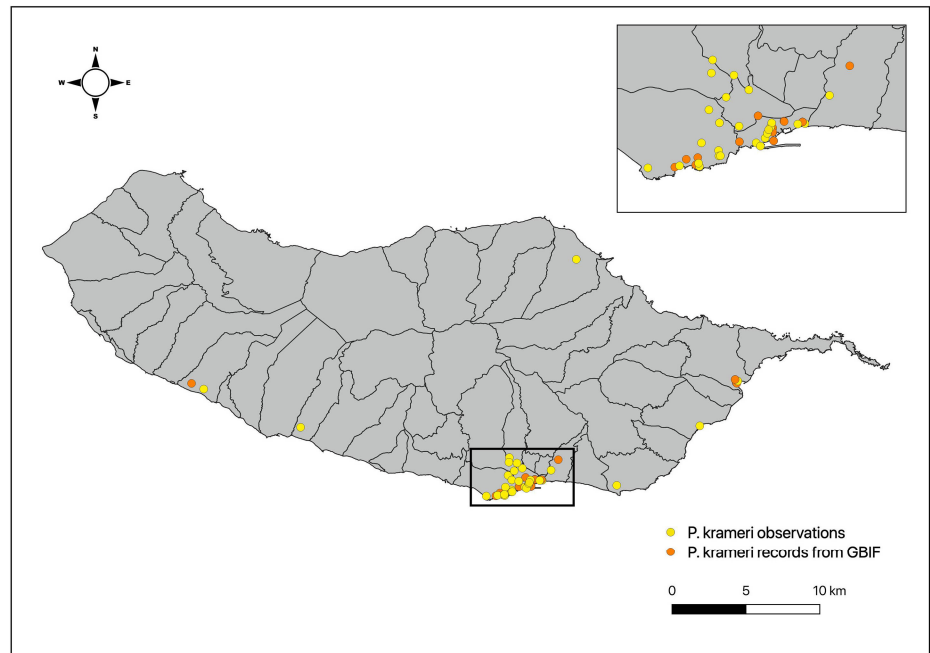 N
W E
S
P. krameri observations
P. krameri records from GBIF
0 5 10 km